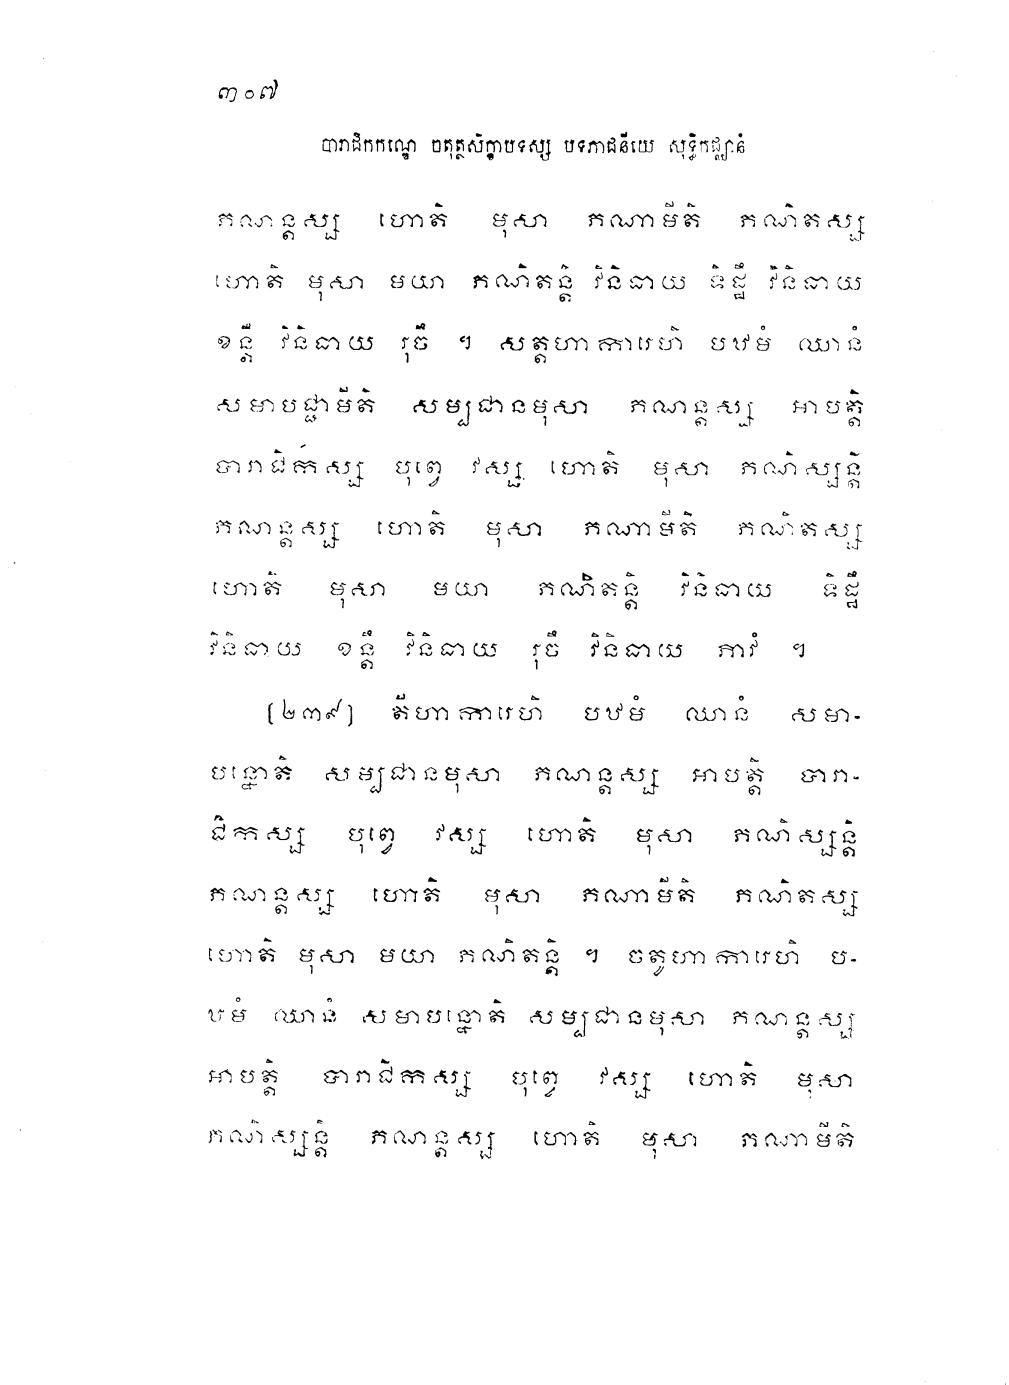 ៣០៧
បារាជិកកណ្ឌេ ចតុត្ថសិក្ខាបទស្ស បទភាជនីយេ សុទ្ធិកជ្ឈានំ
ភណន្តស្ស ហោតិ មុសា ភណាមីតិ ភណិតស្ស
ហោតិ មុសា មយា ភណិតន្តិ វិនិធាយ ទិដ្ឋឹ វិនិធាយ
ខន្តឹ វិនិធាយ រុចឹ ។ សត្តហាការេហិ បឋមំ ឈានំ
សមាបជ្ជាមីតិ សម្បជានមុសា ភណន្តស្ស អាបត្តិ
បារាជិកស្ស បុព្វេ វស្ស ហោតិ មុសា ភណិស្សន្តិ
ភណន្តស្ស ហោតិ មុសា ភណាមីតិ ភណិតស្ស
ហោតិ មុសា មយា ភណិតន្តិ វិនិធាយ ទិដ្ឋឹ
វិនិធាយ ខន្តឹ វិនិធាយ រុចឹ វិនិធាយ ភាវំ ។
[២៣៩] តីហាការេហិ បឋមំ ឈានំ សមា-
បន្នោតិ សម្បជានមុសា ភណន្តស្ស អាបត្តិ បារា-
ជិកស្ស បុព្វេ វស្ស ហោតិ មុសា ភណិស្សន្តិ
ភណន្តស្ស ហោតិ មុសា ភណាមីតិ ភណិតស្ស
ហោតិ មុសា មយា ភណិតន្តិ ។ ចតូហាការេហិ ប-
ឋមំ ឈានំ សមាបន្នោតិ សម្បជានមុសា ភណន្តស្ស
អាបត្តិ បារាជិកស្ស បុព្វេ វស្ស ហោតិ មុសា
ភណិស្សន្តិ ភណន្តស្ស ហោតិ មុសា ភណាមីតិ